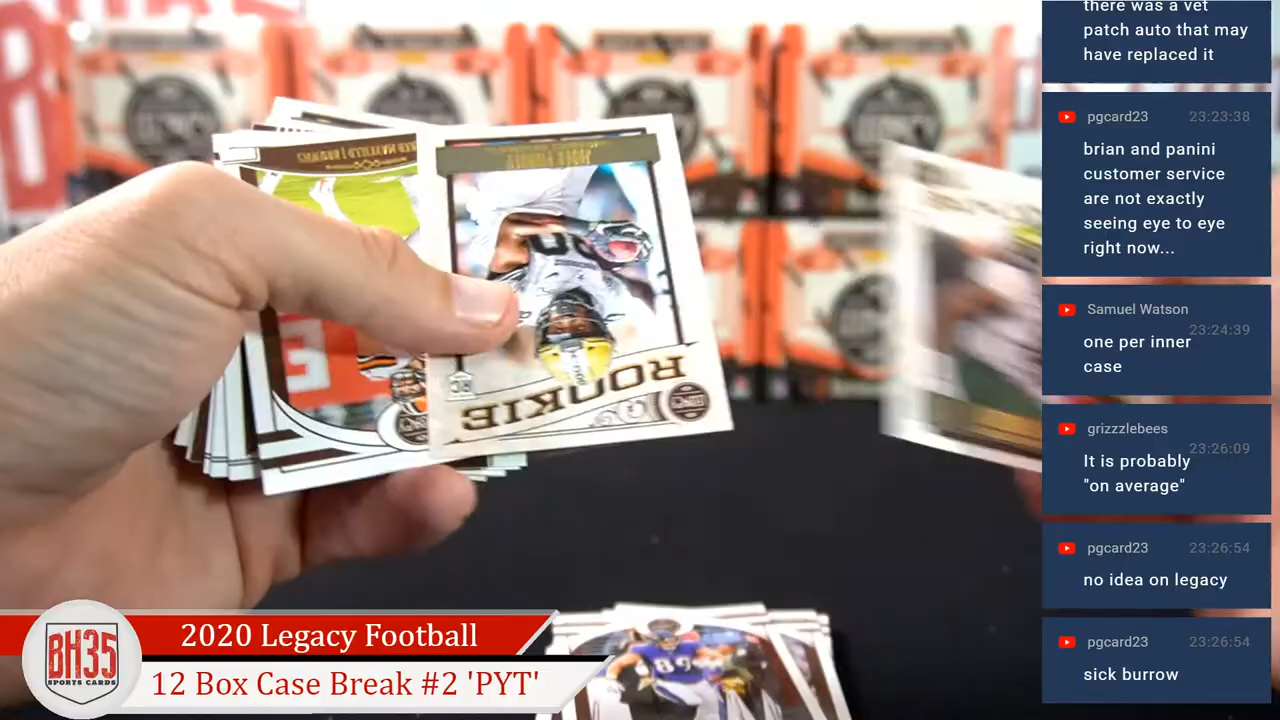 there was a vet
patch auto that may
have replaced it
pgcard23 23:23:38
brian and panini
customer service
are not exactly
seeing eye to eye
right now...
Samuel Watson 23:24:39
one per inner
case
grizzzlebees 23:26:09
It is probably
"on average"
pgcard23 23:26:54
no idea on legacy
pgcard23 23:26:54
sick burrow
ROOKIE
RC
BH35
SPORTS CARDS
2020 Legacy Football
12 Box Case Break #2 'PYT'